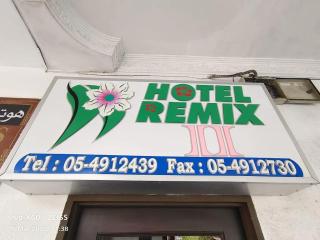 HOTEL
REMIX
II
Tel : 05-4912439 Fax : 05-4912730